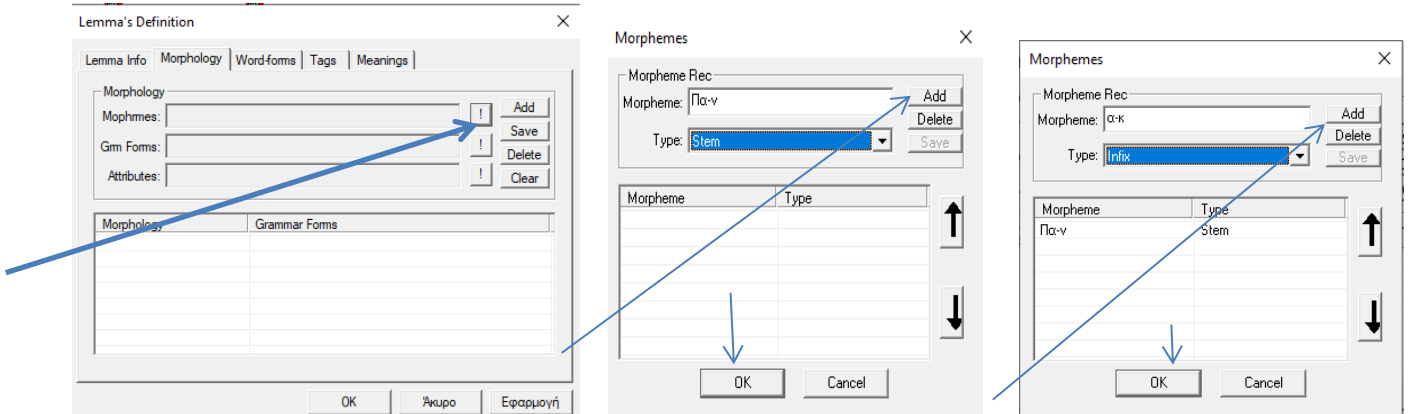 Lemma's Definition
Lemma Info Morphology Word-forms Tags Meanings
Morphology
Mophrmes: ! Add
Save
Grm Forms: !
Delete
Attributes: ! Clear
Morphology Grammar Forms
OK Άκυρο Εφαρμογή
Morphemes
Morpheme Rec
Morpheme: Πα-ν Add
Delete
Type: Stem Save
Morpheme Type
OK Cancel
Morphemes
Morpheme Rec
Morpheme: α-κ Add
Delete
Type: Infix Save
Morpheme Type
Πα-ν Stem
OK Cancel